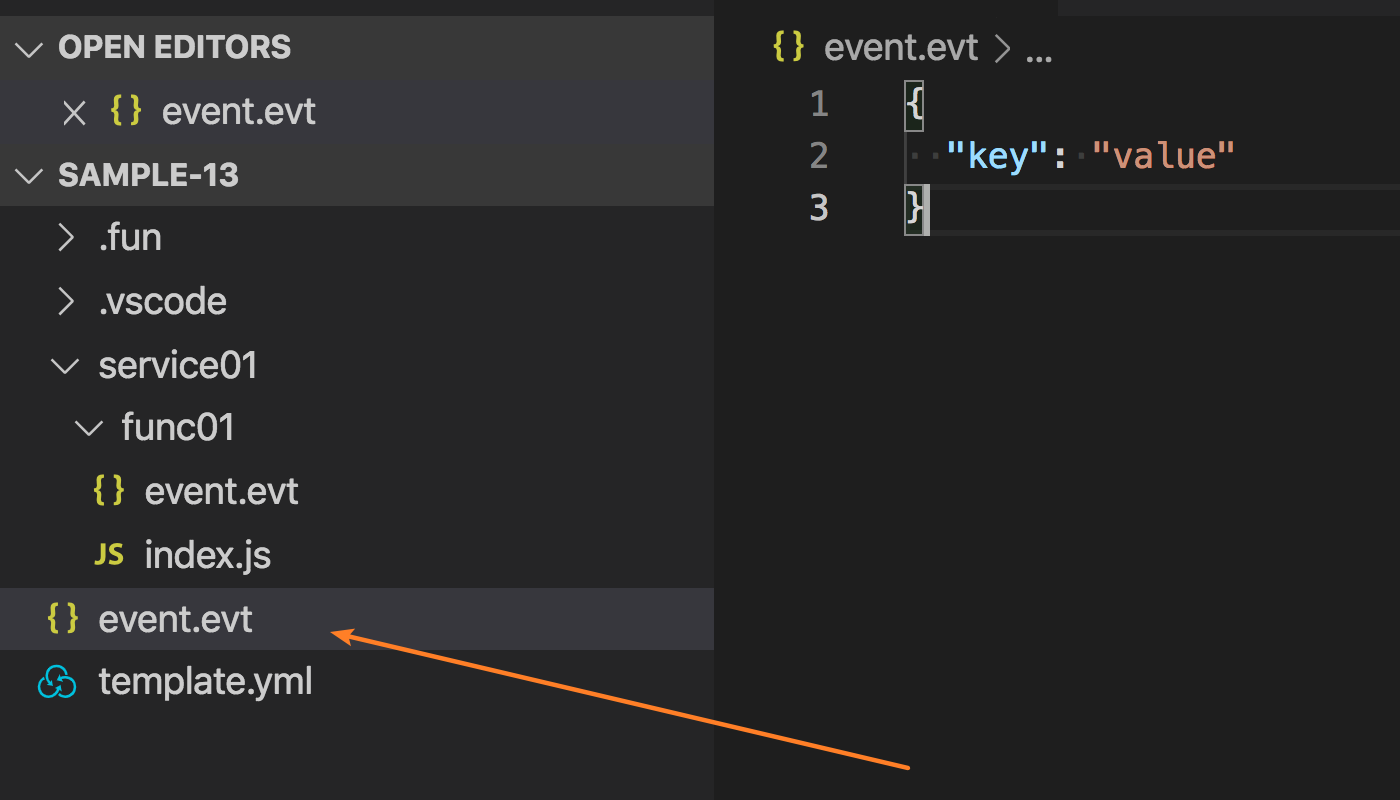 OPEN EDITORS
{} event.evt
SAMPLE-13
.fun
.vscode
service01
func01
{} event.evt
JS index.js
{} event.evt
template.yml
{} event.evt > ...
1 {
2   "key": "value"
3 }